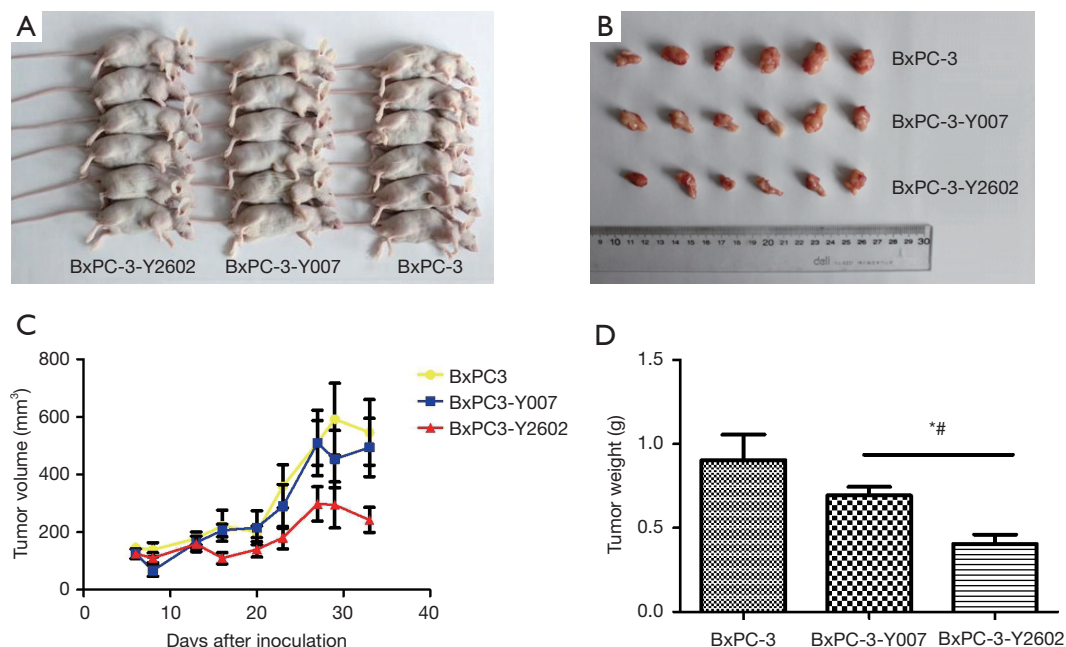 A
BxPC-3-Y2602
BxPC-3-Y007
BxPC-3
B
BxPC-3
BxPC-3-Y007
BxPC-3-Y2602
9 10 11 12 13 14 15 16 17 18 19 20 21 22 23 24 25 26 27 28 29 30
deli
C
Tumor volume (mm³)
800
600
400
200
0
0 10 20 30 40
Days after inoculation
BxPC3
BxPC3-Y007
BxPC3-Y2602
D
Tumor weight (g)
1.5
1.0
0.5
0.0
*#
BxPC-3
BxPC-3-Y007
BxPC-3-Y2602